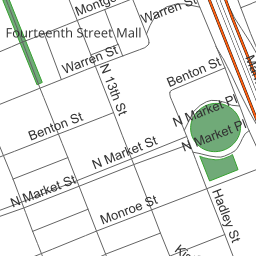 Montg
Warren St
Fourteenth Street Mall
Warren St
Benton St
N 13th St
N Market Pl
Benton St
N Market Pl
N Market St
N Market St
Monroe St
Hadley St